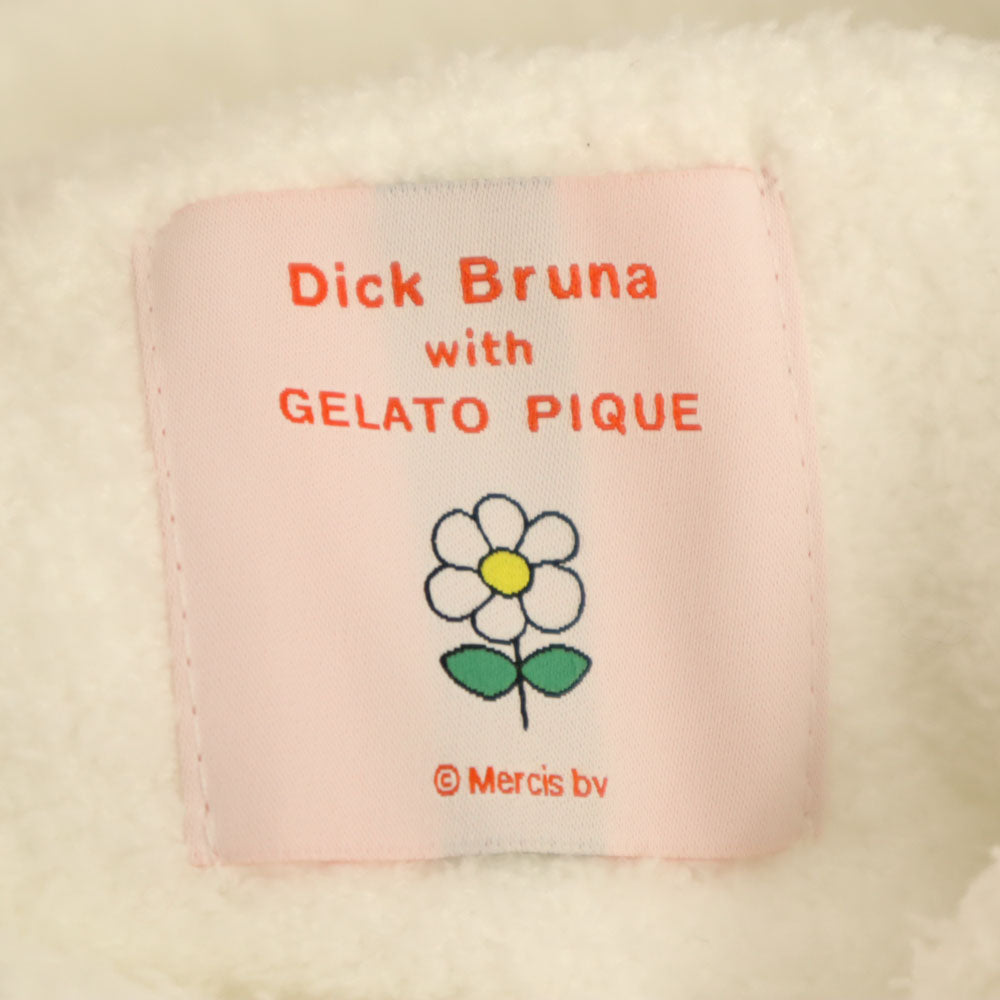 Dick Bruna
with
GELATO PIQUE
© Mercis bv